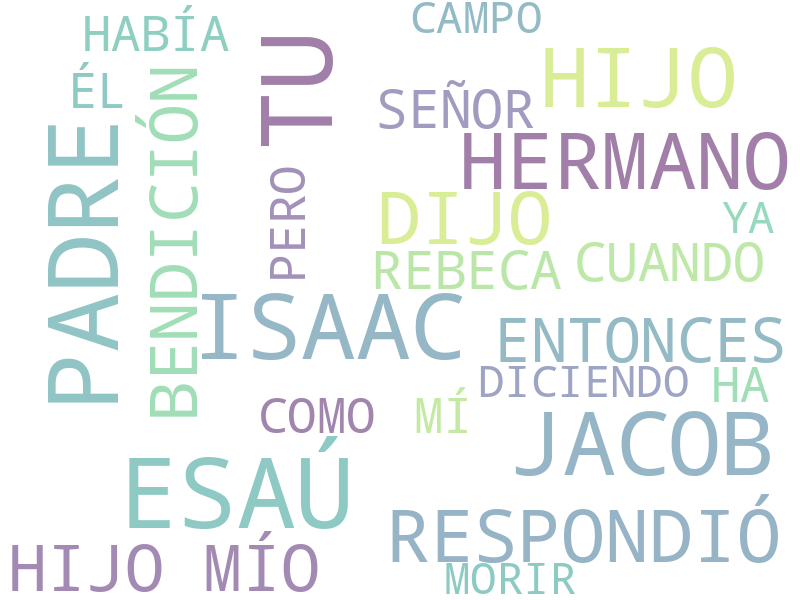 HABÍA
CAMPO
ÉL
TU
SEÑOR
HIJO
PADRE
BENDICIÓN
HERMANO
PERO
DIJO
YA
REBECA
CUANDO
ISAAC
ENTONCES
DICIENDO
HA
COMO
MÍ
JACOB
ESAÚ
RESPONDIÓ
HIJO MÍO
MORIR